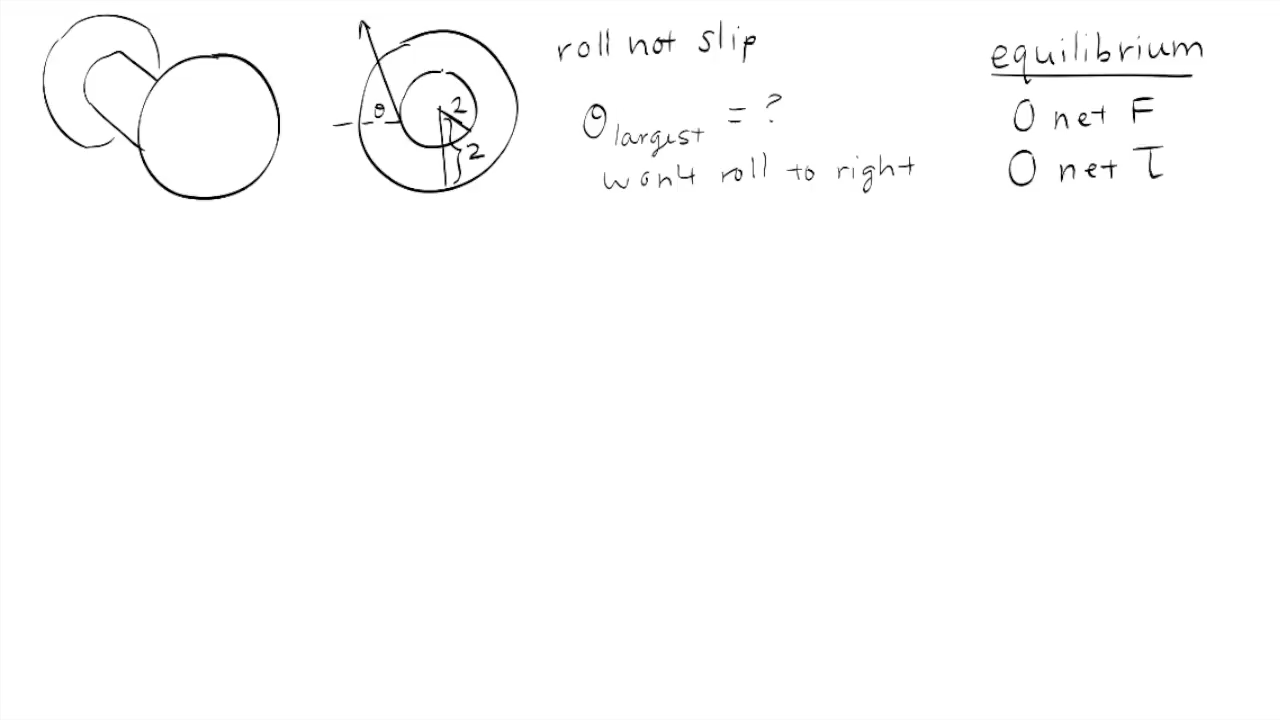 roll not slip
equilibrium
θ
2
θlargest = ?
0 net F
2
won't roll to right
0 net τ